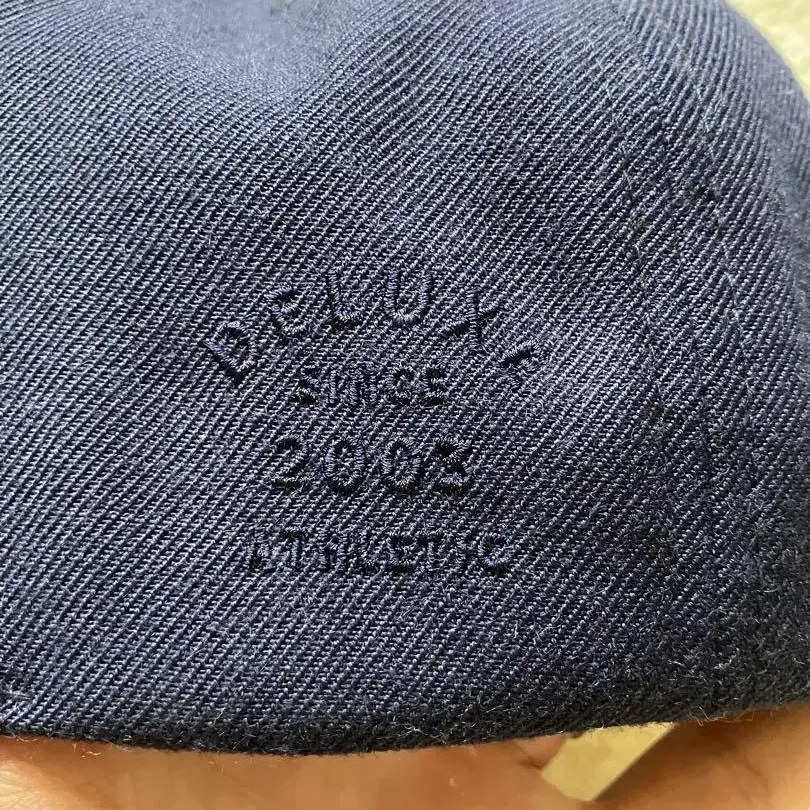 DELUXE
SINCE
2003
ATHLETIC